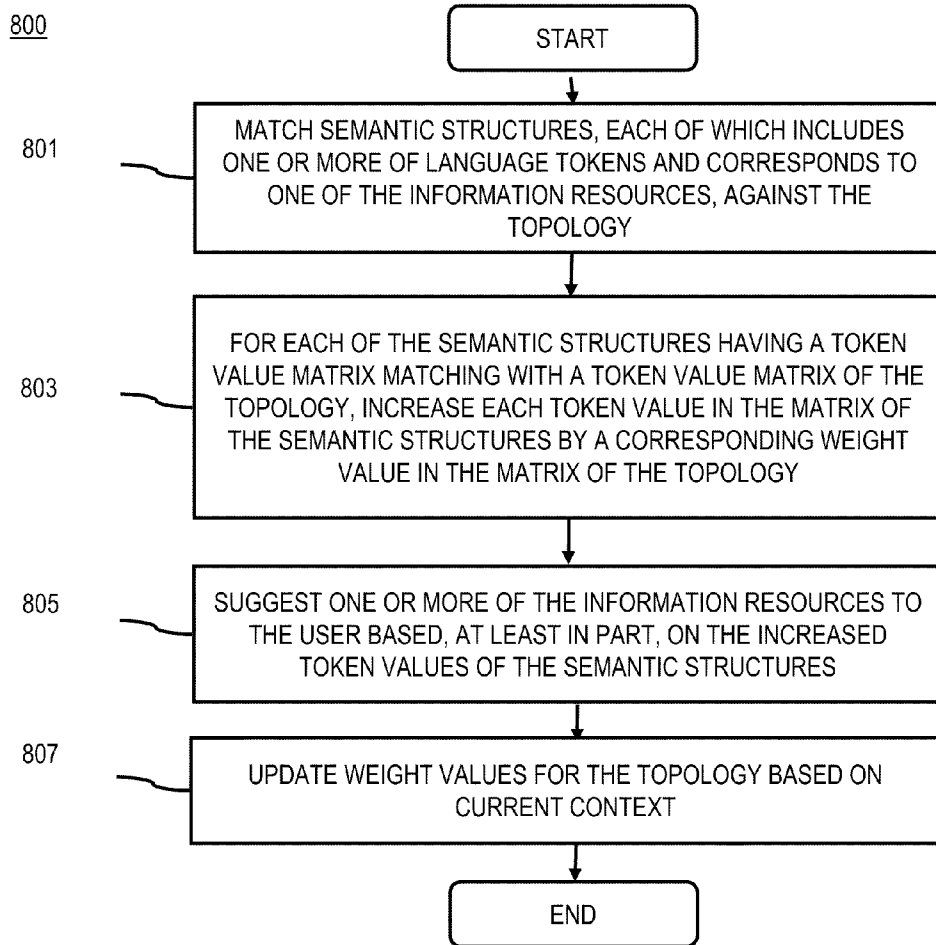 800
START
801
MATCH SEMANTIC STRUCTURES, EACH OF WHICH INCLUDES
ONE OR MORE OF LANGUAGE TOKENS AND CORRESPONDS TO
ONE OF THE INFORMATION RESOURCES, AGAINST THE
TOPOLOGY
803
FOR EACH OF THE SEMANTIC STRUCTURES HAVING A TOKEN
VALUE MATRIX MATCHING WITH A TOKEN VALUE MATRIX OF THE
TOPOLOGY, INCREASE EACH TOKEN VALUE IN THE MATRIX OF
THE SEMANTIC STRUCTURES BY A CORRESPONDING WEIGHT
VALUE IN THE MATRIX OF THE TOPOLOGY
805
SUGGEST ONE OR MORE OF THE INFORMATION RESOURCES TO
THE USER BASED, AT LEAST IN PART, ON THE INCREASED
TOKEN VALUES OF THE SEMANTIC STRUCTURES
807
UPDATE WEIGHT VALUES FOR THE TOPOLOGY BASED ON
CURRENT CONTEXT
END